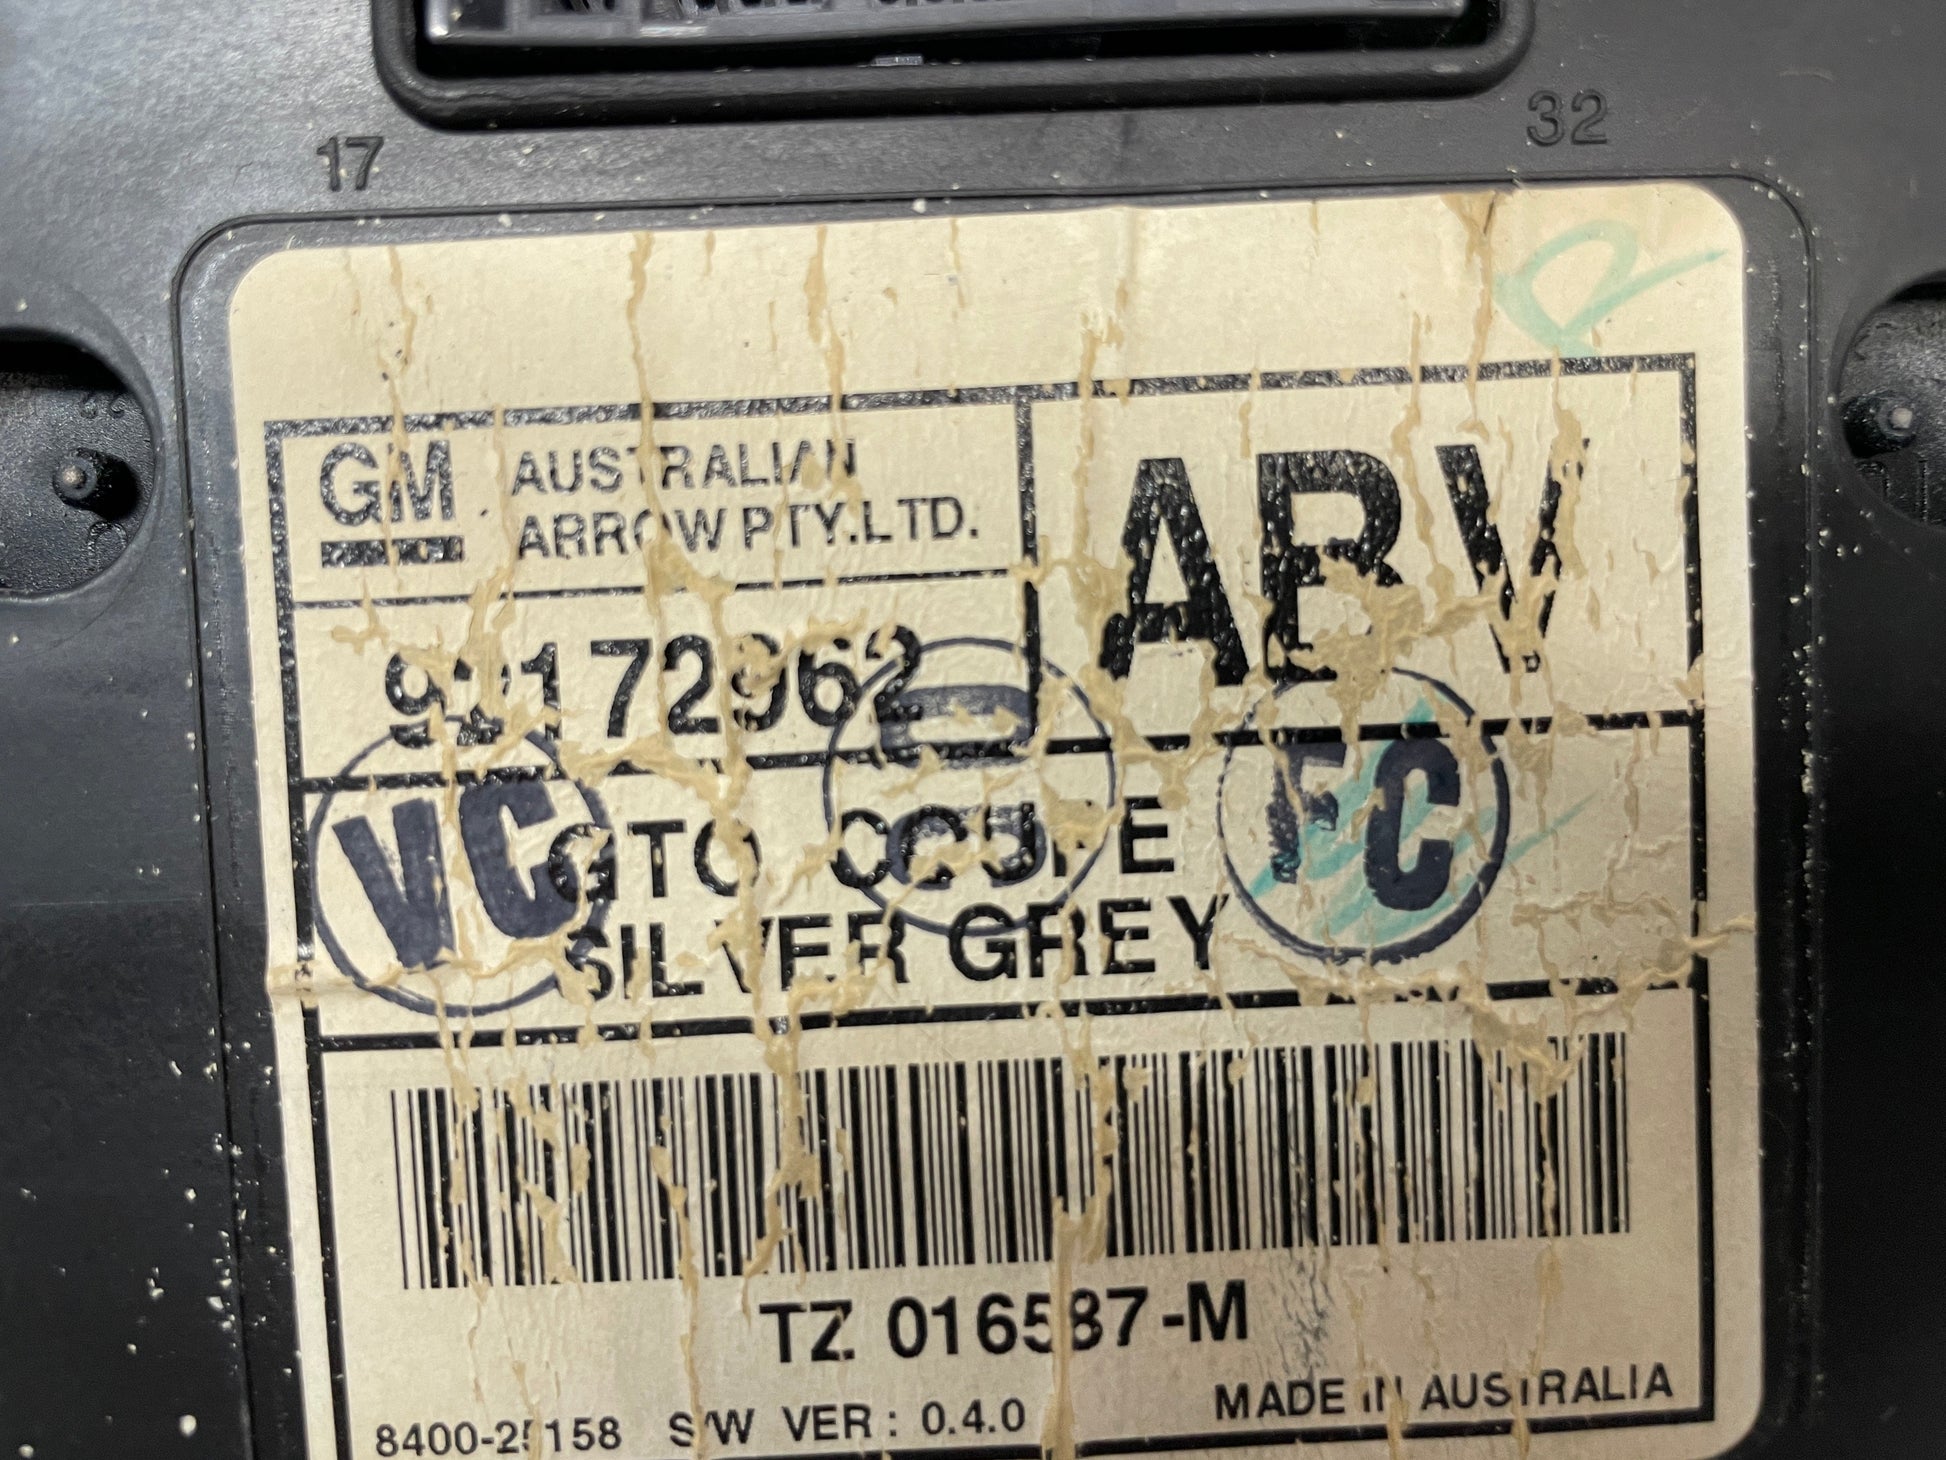 17
32
GM
AUSTRALIAN
ARROW PTY.LTD.
ABV
92172962
VC
FC
GTO COUPE
SILVER GREY
TZ 016587-M
8400-25158 S/W VER : 0.4.0
MADE IN AUSTRALIA